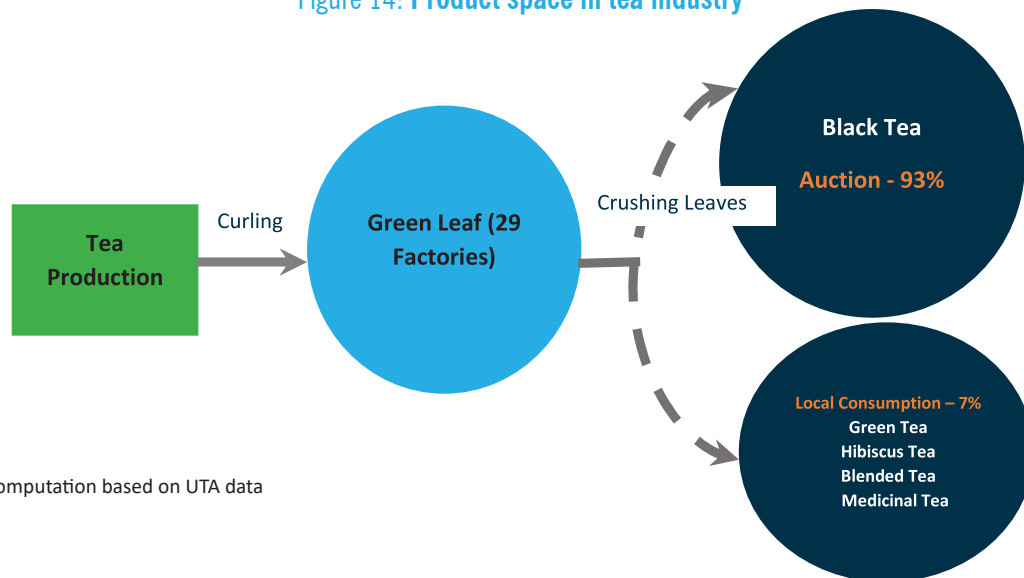 Figure 14: Product space in tea industry
Tea
Production
Curling
Green Leaf (29
Factories)
Crushing Leaves
Black Tea
Auction - 93%
Local Consumption – 7%
Green Tea
Hibiscus Tea
Blended Tea
Medicinal Tea
omputation based on UTA data